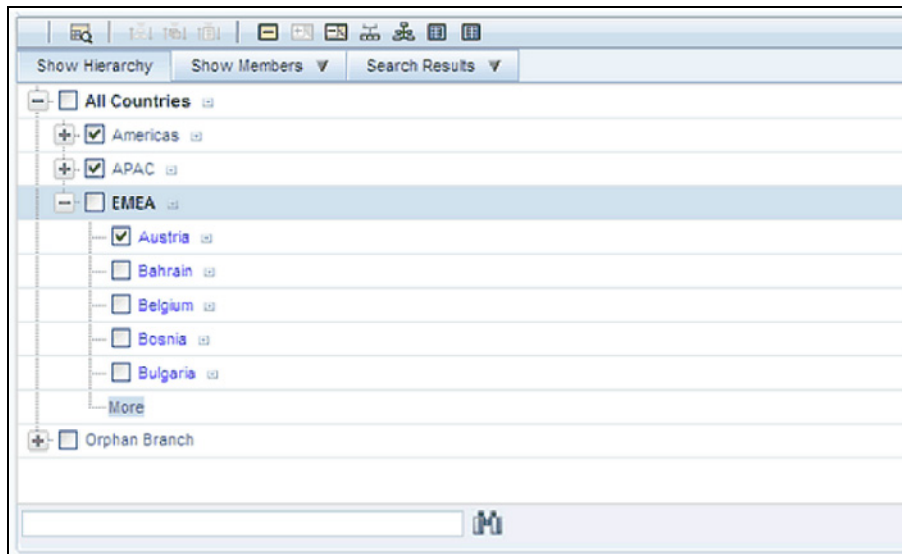 Show Hierarchy Show Members Search Results
All Countries
Americas
APAC
EMEA
Austria
Bahrain
Belgium
Bosnia
Bulgaria
More
Orphan Branch